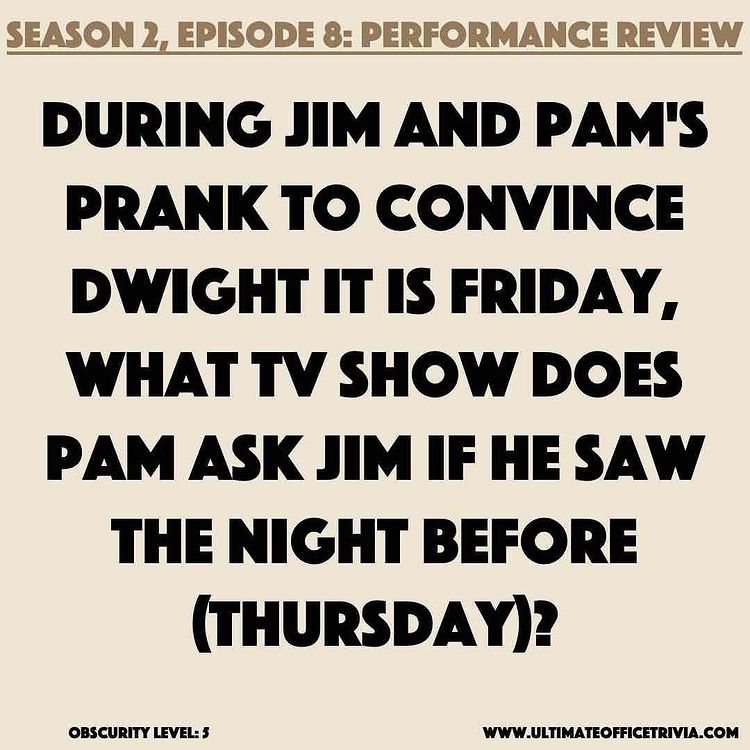 SEASON 2, EPISODE 8: PERFORMANCE REVIEW
DURING JIM AND PAM'S
PRANK TO CONVINCE
DWIGHT IT IS FRIDAY,
WHAT TV SHOW DOES
PAM ASK JIM IF HE SAW
THE NIGHT BEFORE
(THURSDAY)?
OBSCURITY LEVEL: 5
WWW.ULTIMATEOFFICETRIVIA.COM